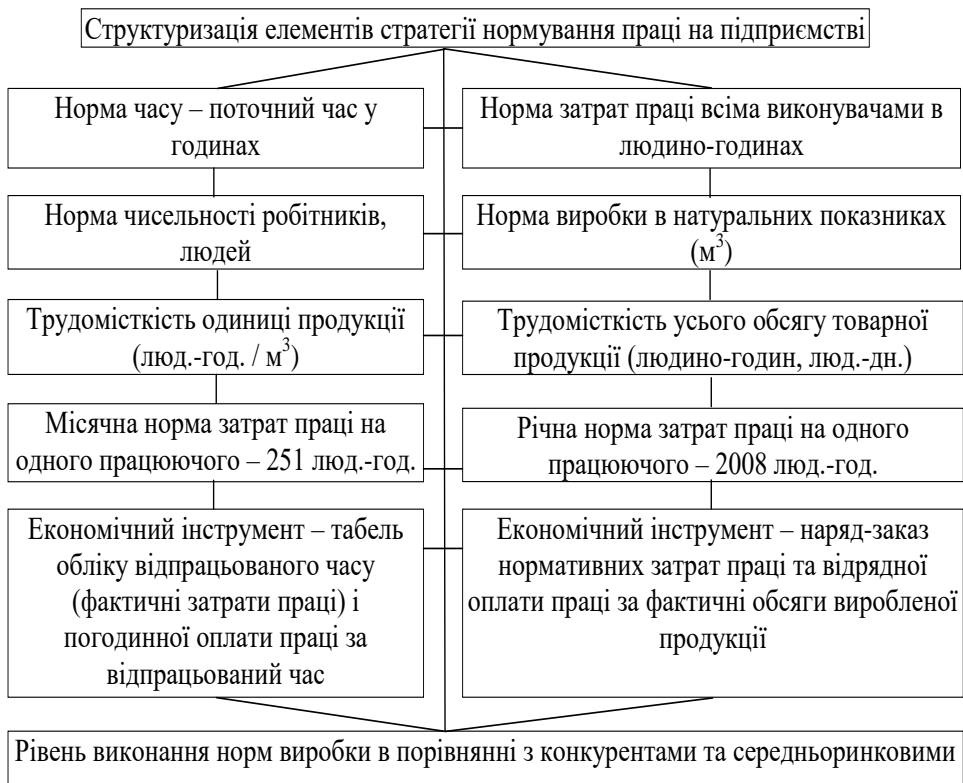 Структуризація елементів стратегії нормування праці на підприємстві
Норма часу – поточний час у
годинах
Норма затрат праці всіма виконувачами в
людино-годинах
Норма чисельності робітників,
людей
Норма виробки в натуральних показниках
(м³)
Трудомісткість одиниці продукції
(люд.-год. / м³)
Трудомісткість усього обсягу товарної
продукції (людино-годин, люд.-дн.)
Місячна норма затрат праці на
одного працюючого – 251 люд.-год.
Річна норма затрат праці на одного
працюючого – 2008 люд.-год.
Економічний інструмент – табель
обліку відпрацьованого часу
(фактичні затрати праці) і
погодинної оплати праці за
відпрацьований час
Економічний інструмент – наряд-заказ
нормативних затрат праці та відрядної
оплати праці за фактичні обсяги виробленої
продукції
Рівень виконання норм виробки в порівнянні з конкурентами та середньоринковими